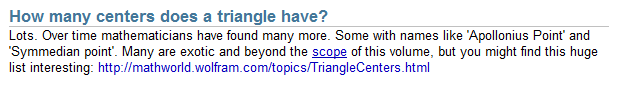 How many centers does a triangle have?
Lots. Over time mathematicians have found many more. Some with names like 'Apollonius Point' and
'Symmedian point'. Many are exotic and beyond the scope of this volume, but you might find this huge
list interesting: http://mathworld.wolfram.com/topics/TriangleCenters.html